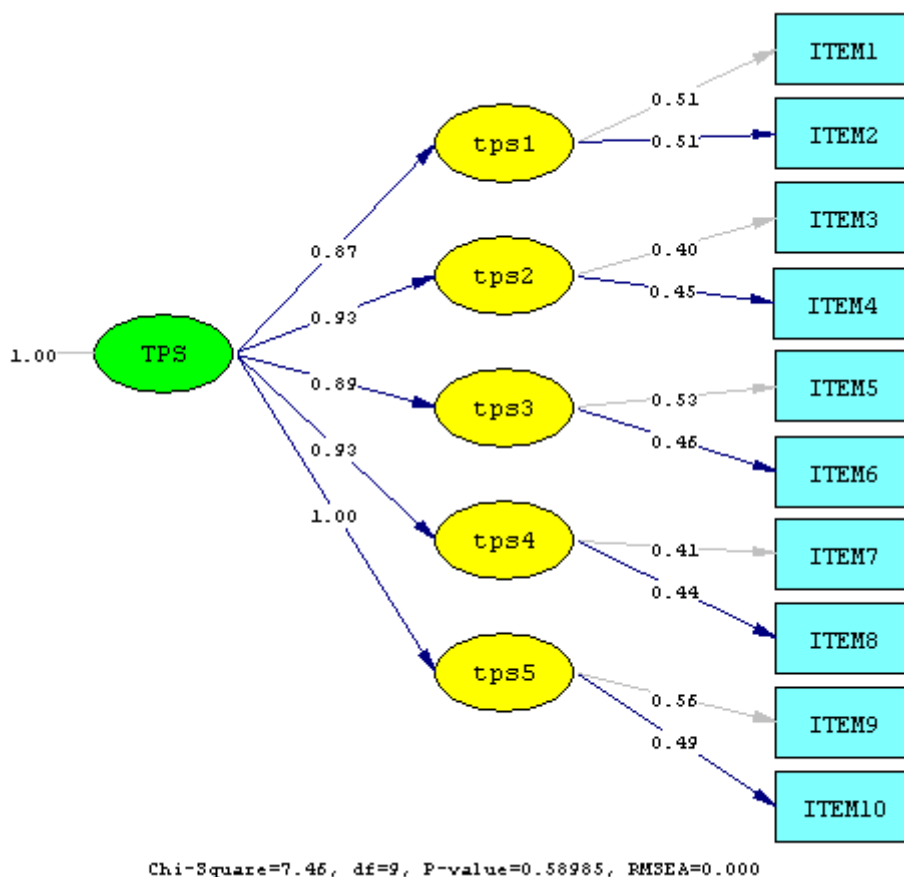 ITEM1
0.51
tps1
0.51
ITEM2
ITEM3
0.87
0.40
tps2
0.45
ITEM4
0.93
1.00
TPS
0.89
0.53
ITEM5
tps3
0.46
ITEM6
0.93
1.00
tps4
0.41
ITEM7
0.44
ITEM8
tps5
0.56
ITEM9
0.49
ITEM10
Chi-Square=7.46, df=9, P-value=0.58985, RMSEA=0.000